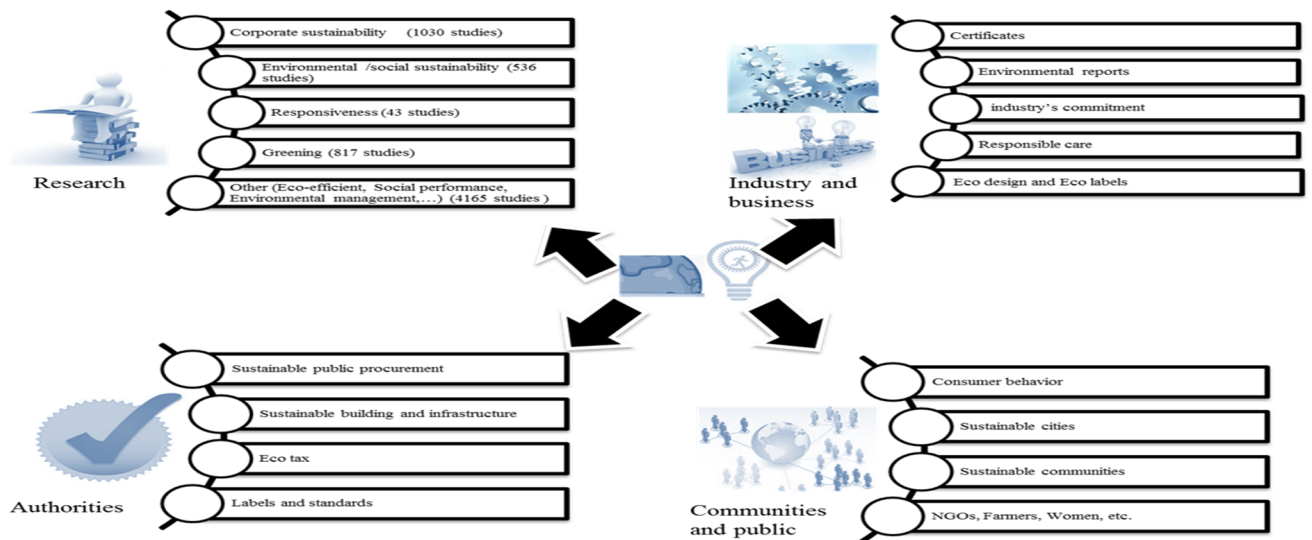 Corporate sustainability (1030 studies)
Environmental /social sustainability (536
studies)
Responsiveness (43 studies)
Greening (817 studies)
Other (Eco-efficient, Social performance,
Environmental management,...) (4165 studies )
Research
Certificates
Environmental reports
industry's commitment
Responsible care
Eco design and Eco labels
BUSINESS
Industry and
business
Sustainable public procurement
Sustainable building and infrastructure
Eco tax
Labels and standards
Authorities
Consumer behavior
Sustainable cities
Sustainable communities
NGOs, Farmers, Women, etc.
Communities
and public